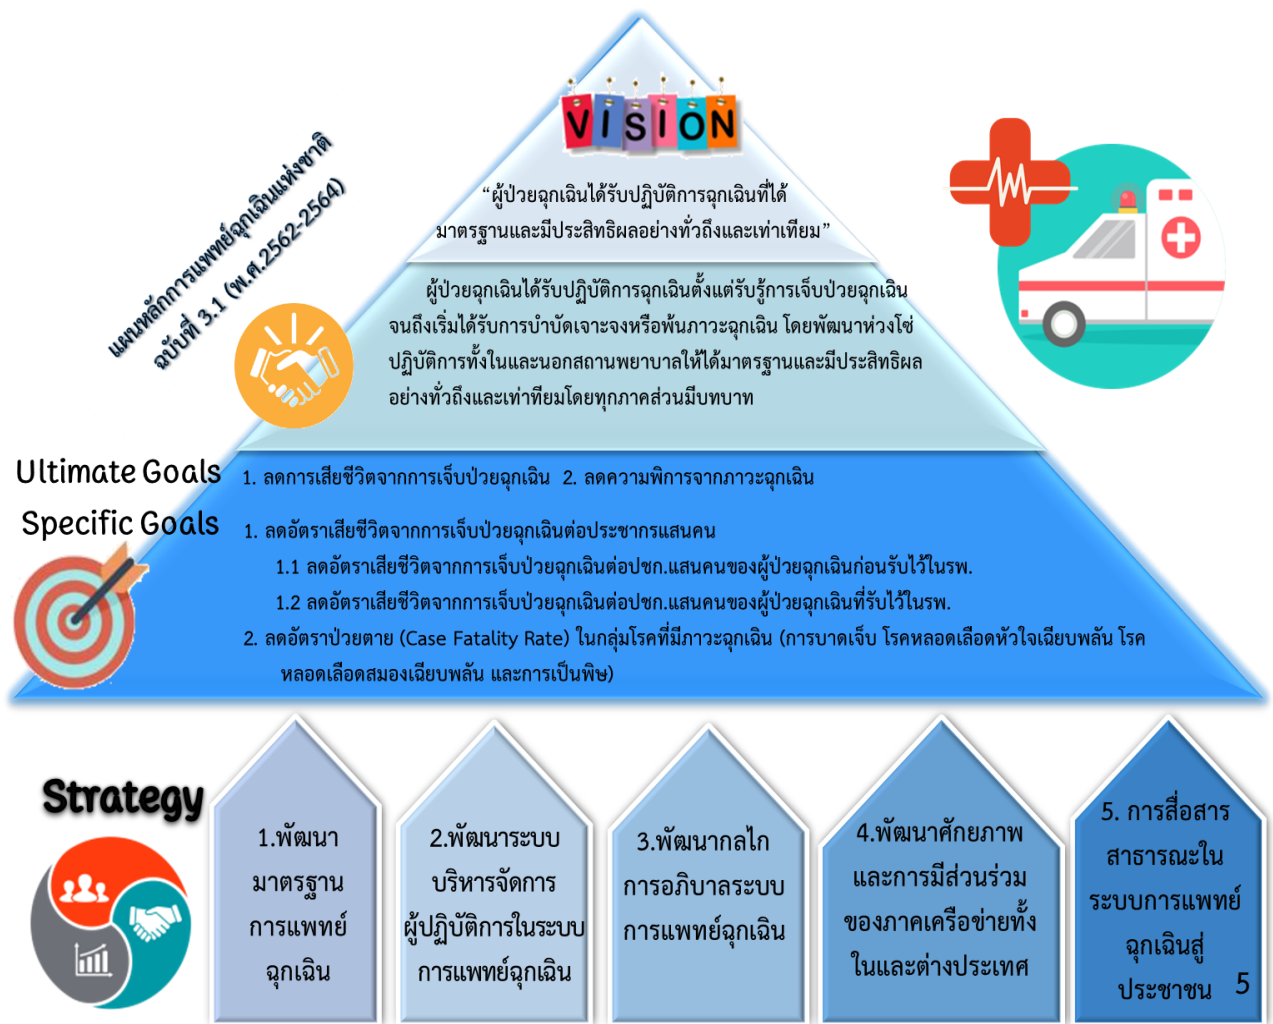 VISION
“ผู้ป่วยฉุกเฉินได้รับปฏิบัติการฉุกเฉินที่ได้
มาตรฐานและมีประสิทธิผลอย่างทั่วถึงและเท่าเทียม”
แผนหลักการแพทย์ฉุกเฉินแห่งชาติ
ฉบับที่ 3.1 (พ.ศ.2562-2564)
ผู้ป่วยฉุกเฉินได้รับปฏิบัติการฉุกเฉินตั้งแต่รับรู้การเจ็บป่วยฉุกเฉิน
จนถึงเริ่มได้รับการบำบัดเจาะจงหรือพ้นภาวะฉุกเฉิน โดยพัฒนาห่วงโซ่
ปฏิบัติการทั้งในและนอกสถานพยาบาลให้ได้มาตรฐานและมีประสิทธิผล
อย่างทั่วถึงและเท่าทียมโดยทุกภาคส่วนมีบทบาท
Ultimate Goals
1. ลดการเสียชีวิตจากการเจ็บป่วยฉุกเฉิน 2. ลดความพิการจากภาวะฉุกเฉิน
Specific Goals
1. ลดอัตราเสียชีวิตจากการเจ็บป่วยฉุกเฉินต่อประชากรแสนคน
1.1 ลดอัตราเสียชีวิตจากการเจ็บป่วยฉุกเฉินต่อปชก.แสนคนของผู้ป่วยฉุกเฉินก่อนรับไว้ในรพ.
1.2 ลดอัตราเสียชีวิตจากการเจ็บป่วยฉุกเฉินต่อปชก.แสนคนของผู้ป่วยฉุกเฉินที่รับไว้ในรพ.
2. ลดอัตราป่วยตาย (Case Fatality Rate) ในกลุ่มโรคที่มีภาวะฉุกเฉิน (การบาดเจ็บ โรคหลอดเลือดหัวใจเฉียบพลัน โรค
หลอดเลือดสมองเฉียบพลัน และการเป็นพิษ)
Strategy
1.พัฒนา
มาตรฐาน
การแพทย์
ฉุกเฉิน
2.พัฒนาระบบ
บริหารจัดการ
ผู้ปฏิบัติการในระบบ
การแพทย์ฉุกเฉิน
3.พัฒนากลไก
การอภิบาลระบบ
การแพทย์ฉุกเฉิน
4.พัฒนาศักยภาพ
และการมีส่วนร่วม
ของภาคเครือข่ายทั้ง
ในและต่างประเทศ
5. การสื่อสาร
สาธารณะใน
ระบบการแพทย์
ฉุกเฉินสู่
ประชาชน
5